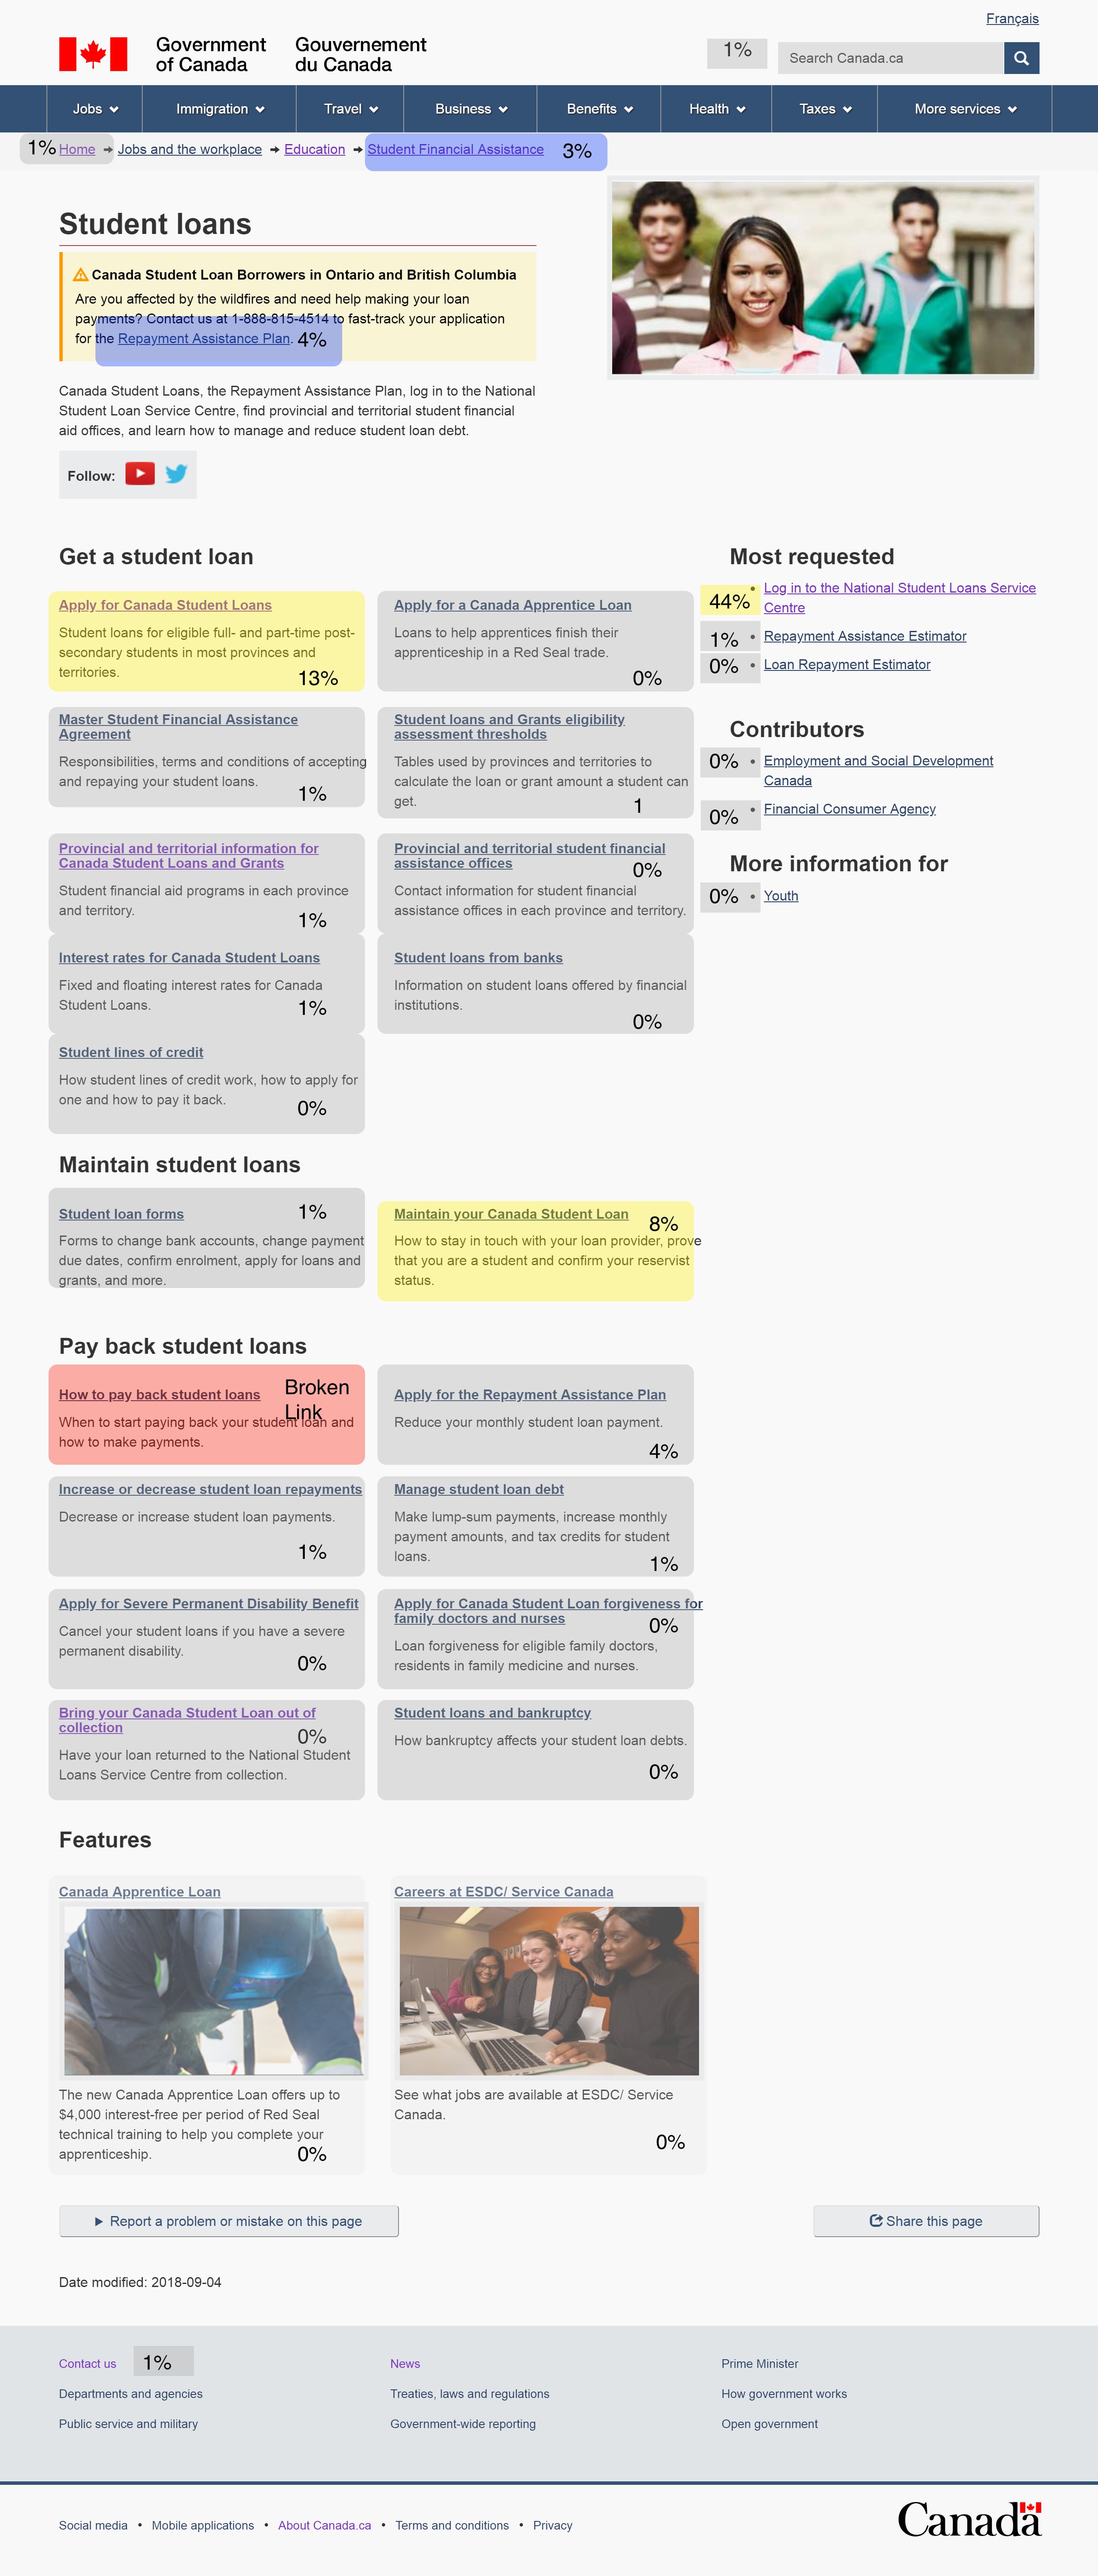 Français
Government
of Canada
Gouvernement
du Canada
1%
Search Canada.ca
Jobs Immigration Travel Business Benefits Health Taxes More services
1% Home Jobs and the workplace Education Student Financial Assistance 3%
Student loans
Canada Student Loan Borrowers in Ontario and British Columbia
Are you affected by the wildfires and need help making your loan
payments? Contact us at 1-888-815-4514 to fast-track your application
for the Repayment Assistance Plan. 4%
Canada Student Loans, the Repayment Assistance Plan, log in to the National
Student Loan Service Centre, find provincial and territorial student financial
aid offices, and learn how to manage and reduce student loan debt.
Follow:
Get a student loan
Apply for Canada Student Loans
Student loans for eligible full- and part-time post-
secondary students in most provinces and
territories.
13%
Apply for a Canada Apprentice Loan
Loans to help apprentices finish their
apprenticeship in a Red Seal trade.
0%
Master Student Financial Assistance
Agreement
Responsibilities, terms and conditions of accepting
and repaying your student loans.
1%
Student loans and Grants eligibility
assessment thresholds
Tables used by provinces and territories to
calculate the loan or grant amount a student can
get.
1
Provincial and territorial information for
Canada Student Loans and Grants
Student financial aid programs in each province
and territory.
1%
Provincial and territorial student financial
assistance offices
0%
Contact information for student financial
assistance offices in each province and territory.
Interest rates for Canada Student Loans
Fixed and floating interest rates for Canada
Student Loans.
1%
Student loans from banks
Information on student loans offered by financial
institutions.
0%
Student lines of credit
How student lines of credit work, how to apply for
one and how to pay it back.
0%
Most requested
44% • Log in to the National Student Loans Service
Centre
1% • Repayment Assistance Estimator
0% • Loan Repayment Estimator
Contributors
0% • Employment and Social Development
Canada
0% • Financial Consumer Agency
More information for
0% • Youth
Maintain student loans
Student loan forms
1%
Forms to change bank accounts, change payment
due dates, confirm enrolment, apply for loans and
grants, and more.
Maintain your Canada Student Loan
8%
How to stay in touch with your loan provider, prove
that you are a student and confirm your reservist
status.
Pay back student loans
How to pay back student loans
Broken
Link
When to start paying back your student loan and
how to make payments.
Apply for the Repayment Assistance Plan
Reduce your monthly student loan payment.
4%
Increase or decrease student loan repayments
Decrease or increase student loan payments.
1%
Manage student loan debt
Make lump-sum payments, increase monthly
payment amounts, and tax credits for student
loans.
1%
Apply for Severe Permanent Disability Benefit
Cancel your student loans if you have a severe
permanent disability.
0%
Apply for Canada Student Loan forgiveness for
family doctors and nurses
0%
Loan forgiveness for eligible family doctors,
residents in family medicine and nurses.
Bring your Canada Student Loan out of
collection
0%
Have your loan returned to the National Student
Loans Service Centre from collection.
Student loans and bankruptcy
How bankruptcy affects your student loan debts.
0%
Features
Canada Apprentice Loan
The new Canada Apprentice Loan offers up to
$4,000 interest-free per period of Red Seal
technical training to help you complete your
apprenticeship.
0%
Careers at ESDC/ Service Canada
See what jobs are available at ESDC/ Service
Canada.
0%
Report a problem or mistake on this page
Share this page
Date modified: 2018-09-04
Contact us 1% News Prime Minister
Departments and agencies Treaties, laws and regulations How government works
Public service and military Government-wide reporting Open government
Social media • Mobile applications • About Canada.ca • Terms and conditions • Privacy
Canada